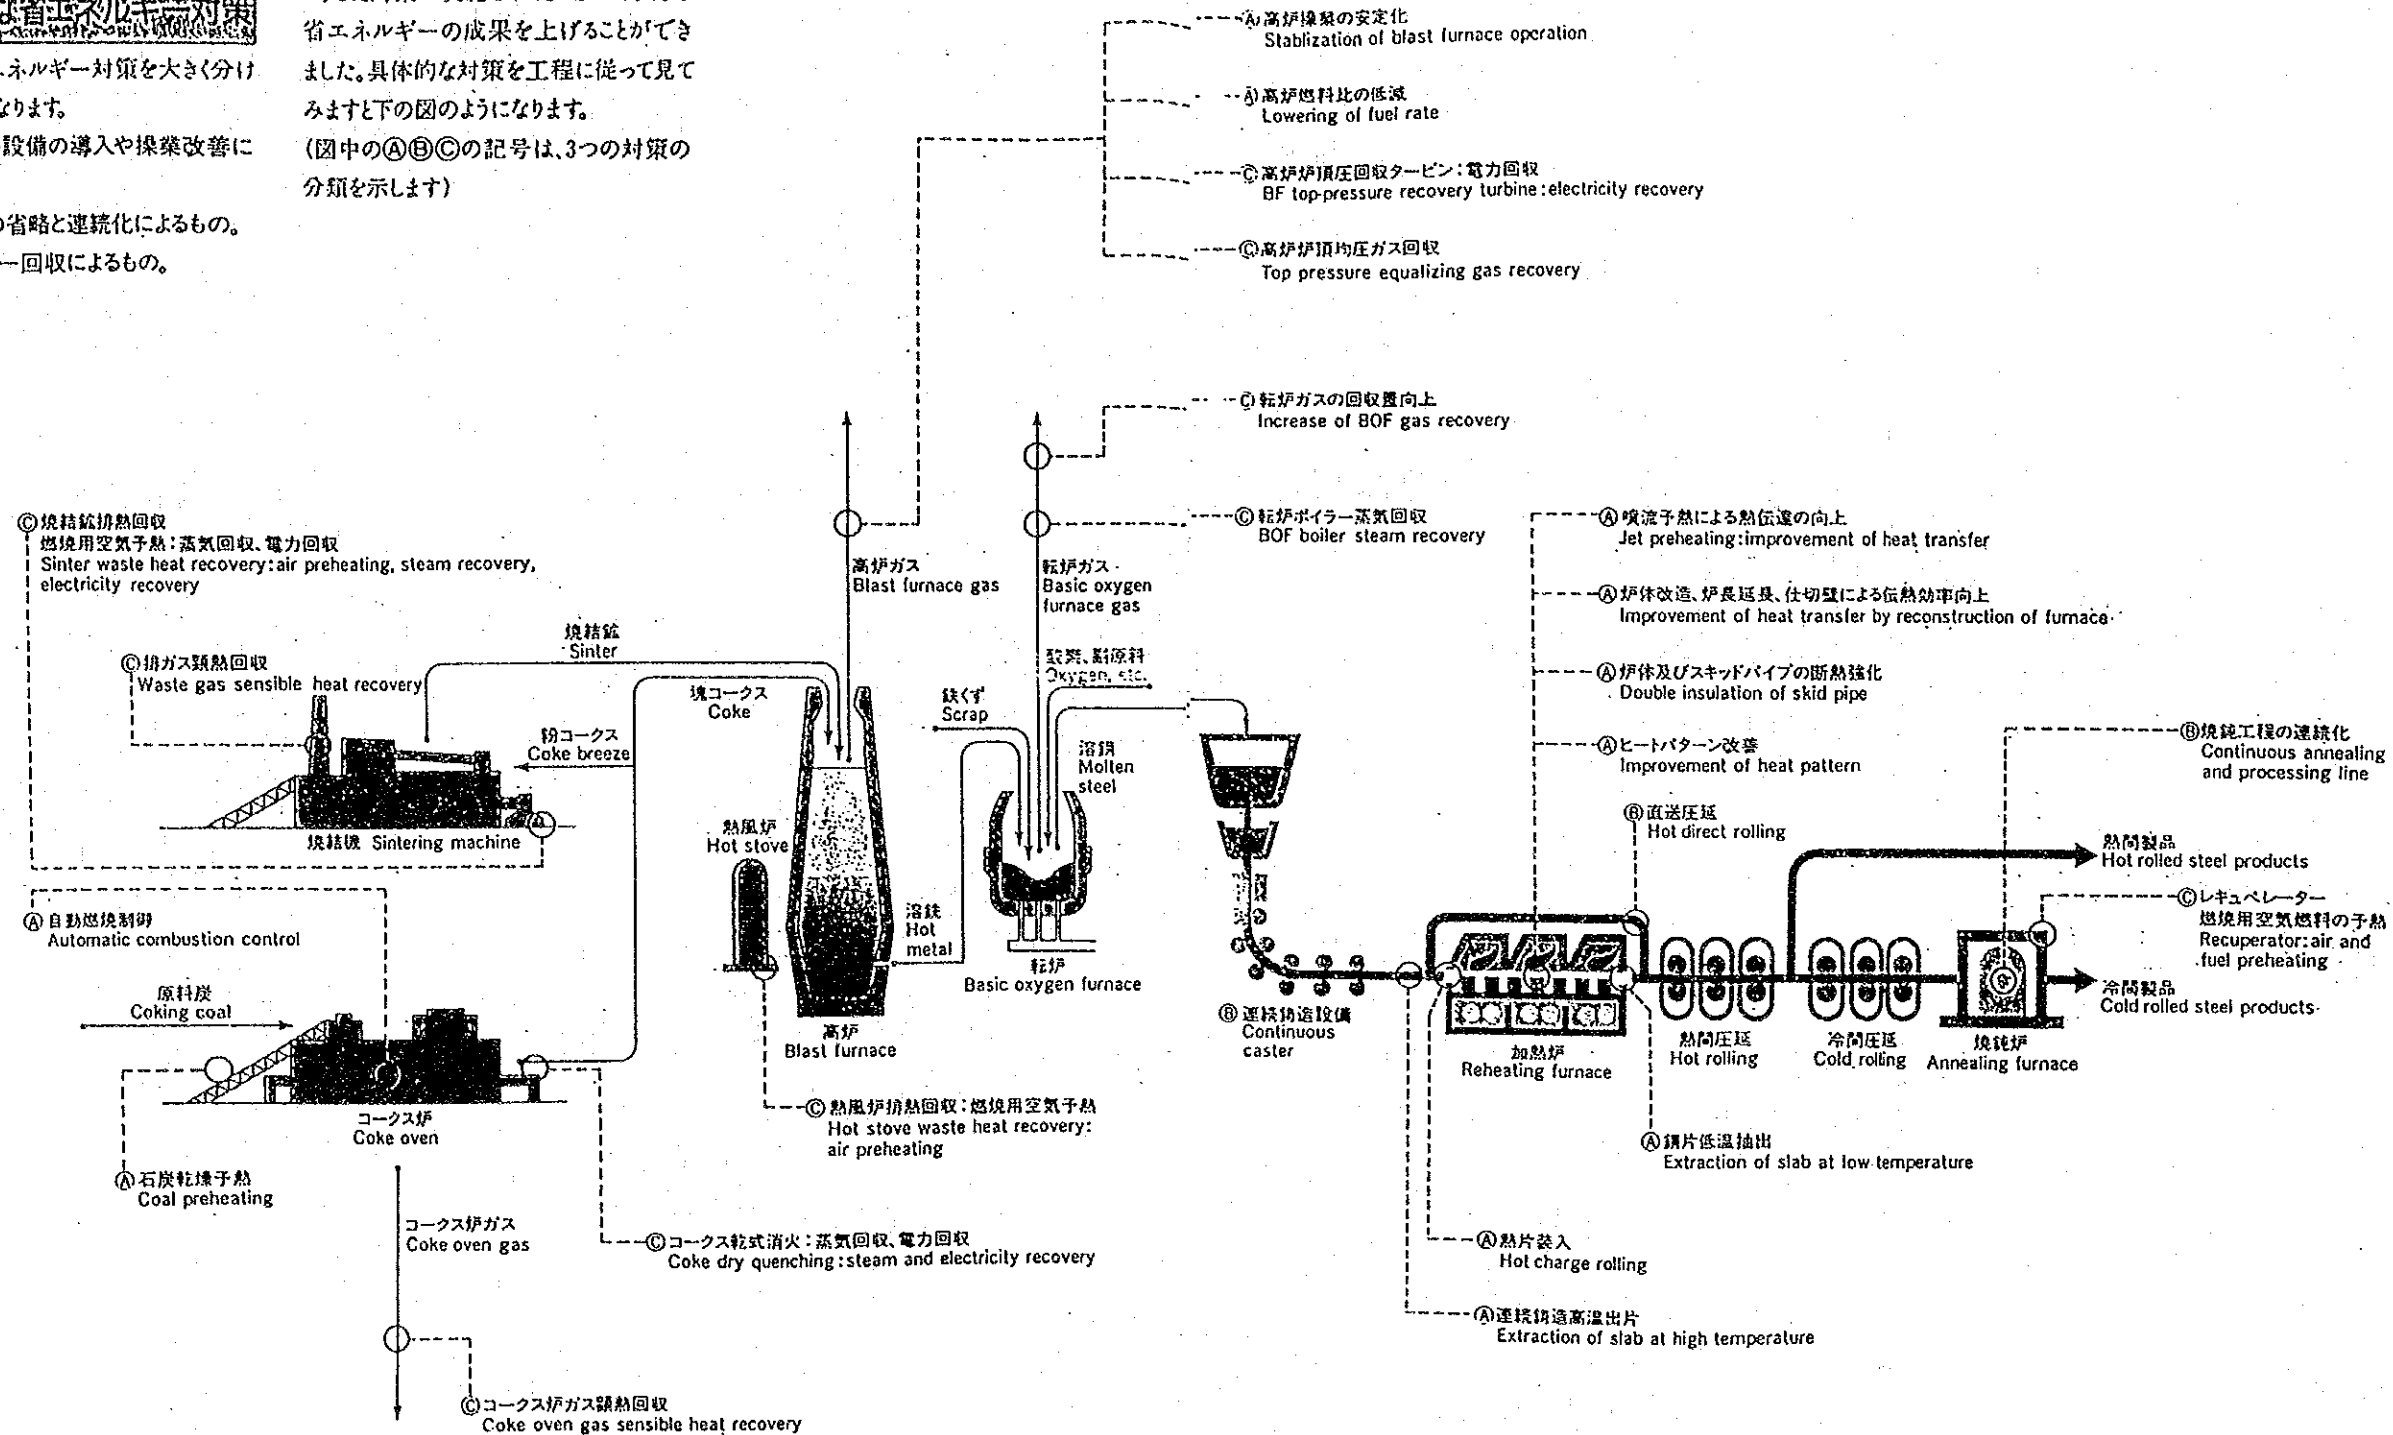 省エネルギー対策
エネルギー対策を大きく分け
なります。
設備の導入や操業改善に
の省略と連続化によるもの。
ー回収によるもの。
省エネルギーの成果を上げることができ
ました。具体的な対策を工程に従って見て
みますと下の図のようになります。
(図中のⒶⒷⒸの記号は、3つの対策の
分類を示します)
Ⓐ高炉操業の安定化
Stablization of blast furnace operation
Ⓐ高炉燃料比の低減
Lowering of fuel rate
Ⓒ高炉炉頂圧回収タービン:電力回収
BF top-pressure recovery turbine:electricity recovery
Ⓒ高炉炉頂均圧ガス回収
Top pressure equalizing gas recovery
Ⓒ転炉ガスの回収量向上
Increase of BOF gas recovery
Ⓒ転炉ボイラー蒸気回収
BOF boiler steam recovery
Ⓒ焼結鉱排熱回収
燃焼用空気予熱:蒸気回収、電力回収
Sinter waste heat recovery:air preheating, steam recovery,
electricity recovery
Ⓒ排ガス顕熱回収
Waste gas sensible heat recovery
焼結鉱
Sinter
塊コークス
Coke
粉コークス
Coke breeze
焼結機 Sintering machine
高炉ガス
Blast furnace gas
転炉ガス
Basic oxygen
furnace gas
酸素、副原料
Oxygen, etc.
鉄くず
Scrap
溶鋼
Molten
steel
熱風炉
Hot stove
溶鉄
Hot
metal
転炉
Basic oxygen furnace
高炉
Blast furnace
Ⓐ自動燃焼制御
Automatic combustion control
原料炭
Coking coal
コークス炉
Coke oven
Ⓐ石炭乾燥予熱
Coal preheating
コークス炉ガス
Coke oven gas
Ⓒ熱風炉排熱回収:燃焼用空気予熱
Hot stove waste heat recovery:
air preheating
Ⓒコークス乾式消火:蒸気回収、電力回収
Coke dry quenching:steam and electricity recovery
Ⓒコークス炉ガス顕熱回収
Coke oven gas sensible heat recovery
Ⓐ噴流予熱による熱伝達の向上
Jet preheating:improvement of heat transfer
Ⓐ炉体改造、炉長延長、仕切壁による伝熱効率向上
Improvement of heat transfer by reconstruction of furnace
Ⓐ炉体及びスキッドパイプの断熱強化
Double insulation of skid pipe
Ⓐヒートパターン改善
Improvement of heat pattern
Ⓑ直送圧延
Hot direct rolling
Ⓑ焼鈍工程の連続化
Continuous annealing
and processing line
熱間製品
Hot rolled steel products
Ⓒレキュペレーター
燃焼用空気燃料の予熱
Recuperator:air and
fuel preheating
冷間製品
Cold rolled steel products
Ⓑ連続鋳造設備
Continuous
caster
加熱炉
Reheating furnace
熱間圧延
Hot rolling
冷間圧延
Cold rolling
焼鈍炉
Annealing furnace
Ⓐ鋼片低温抽出
Extraction of slab at low temperature
Ⓐ熱片装入
Hot charge rolling
Ⓐ連続鋳造高温出片
Extraction of slab at high temperature